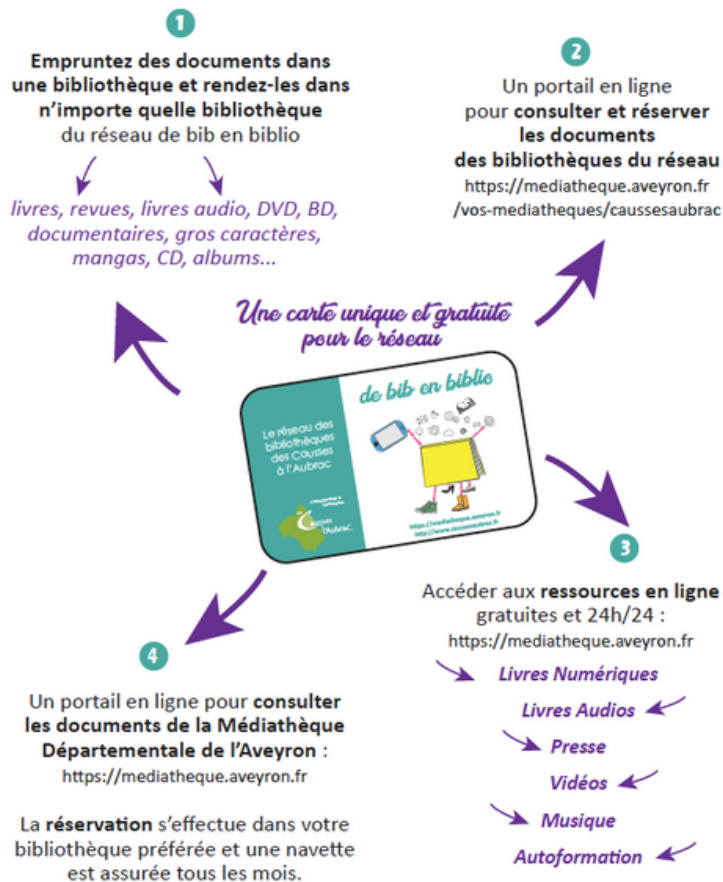 1
Empruntez des documents dans
une bibliothèque et rendez-les dans
n'importe quelle bibliothèque
du réseau de bib en biblio
livres, revues, livres audio, DVD, BD,
documentaires, gros caractères,
mangas, CD, albums...
2
Un portail en ligne
pour consulter et réserver
les documents
des bibliothèques du réseau
https://mediatheque.aveyron.fr
/vos-mediatheques/caussesaubrac
Une carte unique et gratuite
pour le réseau
Le réseau des
bibliothèques
des Causses
à l'Aubrac
Causses
l'Aubrac
de bib en biblio
https://mediatheque.aveyron.fr
http://www.caussesaubrac.fr
3
Accéder aux ressources en ligne
gratuites et 24h/24 :
https://mediatheque.aveyron.fr
Livres Numériques
Livres Audios
Presse
Vidéos
Musique
Autoformation
4
Un portail en ligne pour consulter
les documents de la Médiathèque
Départementale de l'Aveyron :
https://mediatheque.aveyron.fr
La réservation s'effectue dans votre
bibliothèque préférée et une navette
est assurée tous les mois.